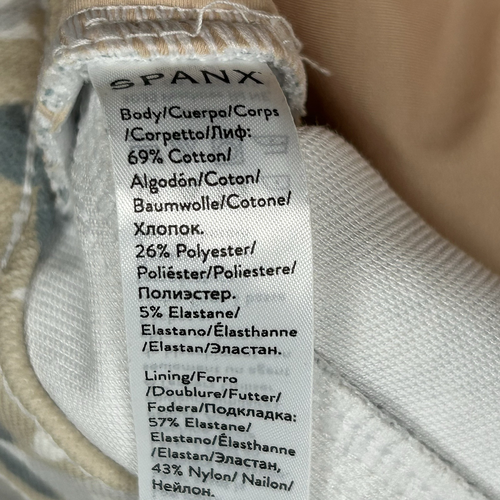 SPANX
Body/Cuerpo/Corps
/Corpetto/Лиф:
69% Cotton/
Algodón/Coton/
Baumwolle/Cotone/
Хлопок.
26% Polyester/
Poliéster/Poliestere/
Полиэстер.
5% Elastane/
Elastano/Élasthanne
/Elastan/Эластан.
Lining/Forro
/Doublure/Futter/
Fodera/Подкладка:
57% Elastane/
Elastano/Élasthanne
/Elastan/Эластан,
43% Nylon/ Nailon/
Нейлон.